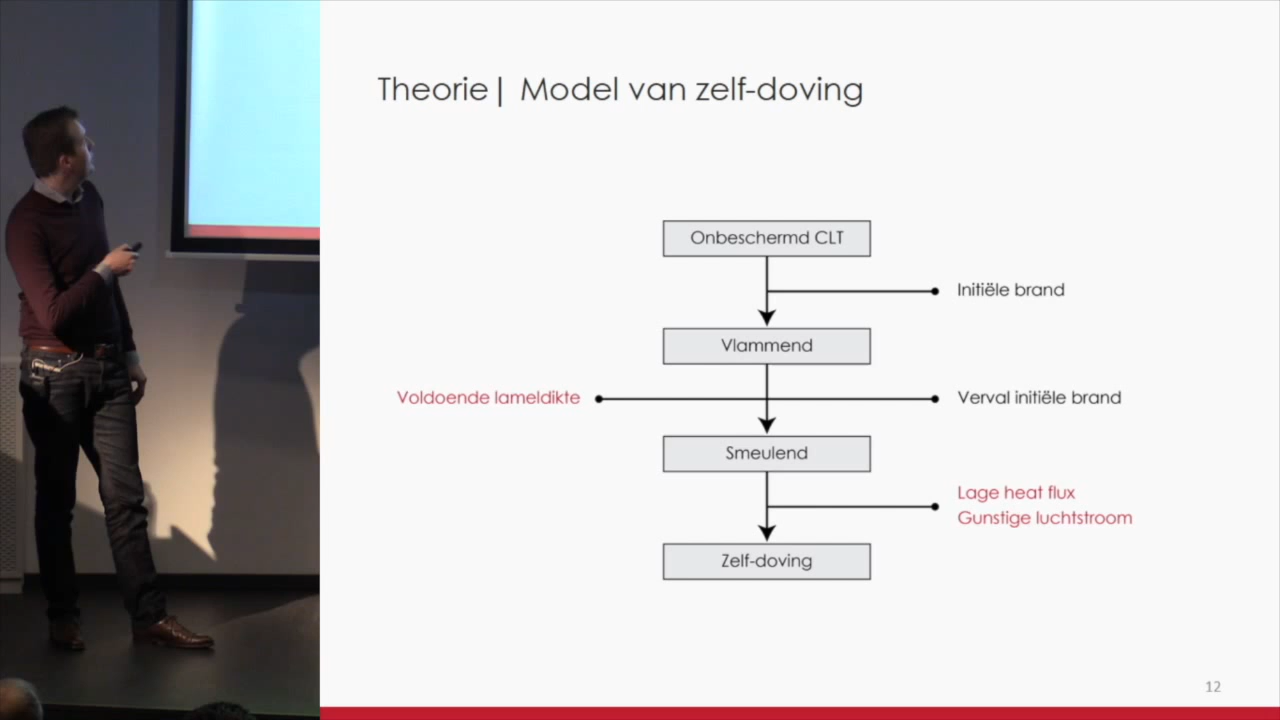 Theorie| Model van zelf-doving
Onbeschermd CLT
Initiële brand
Vlammend
Voldoende lameldikte
Verval initiële brand
Smeulend
Lage heat flux
Gunstige luchtstroom
Zelf-doving
12